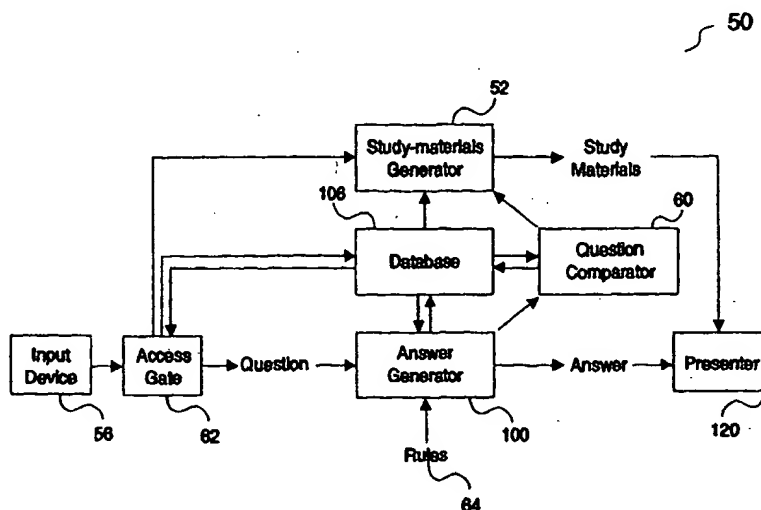 50
52
Study-materials
Generator
Study
Materials
106
60
Database
Question
Comparator
Input
Device
Access
Gate
Question
Answer
Generator
Answer
Presenter
56
62
100
120
Rules
64